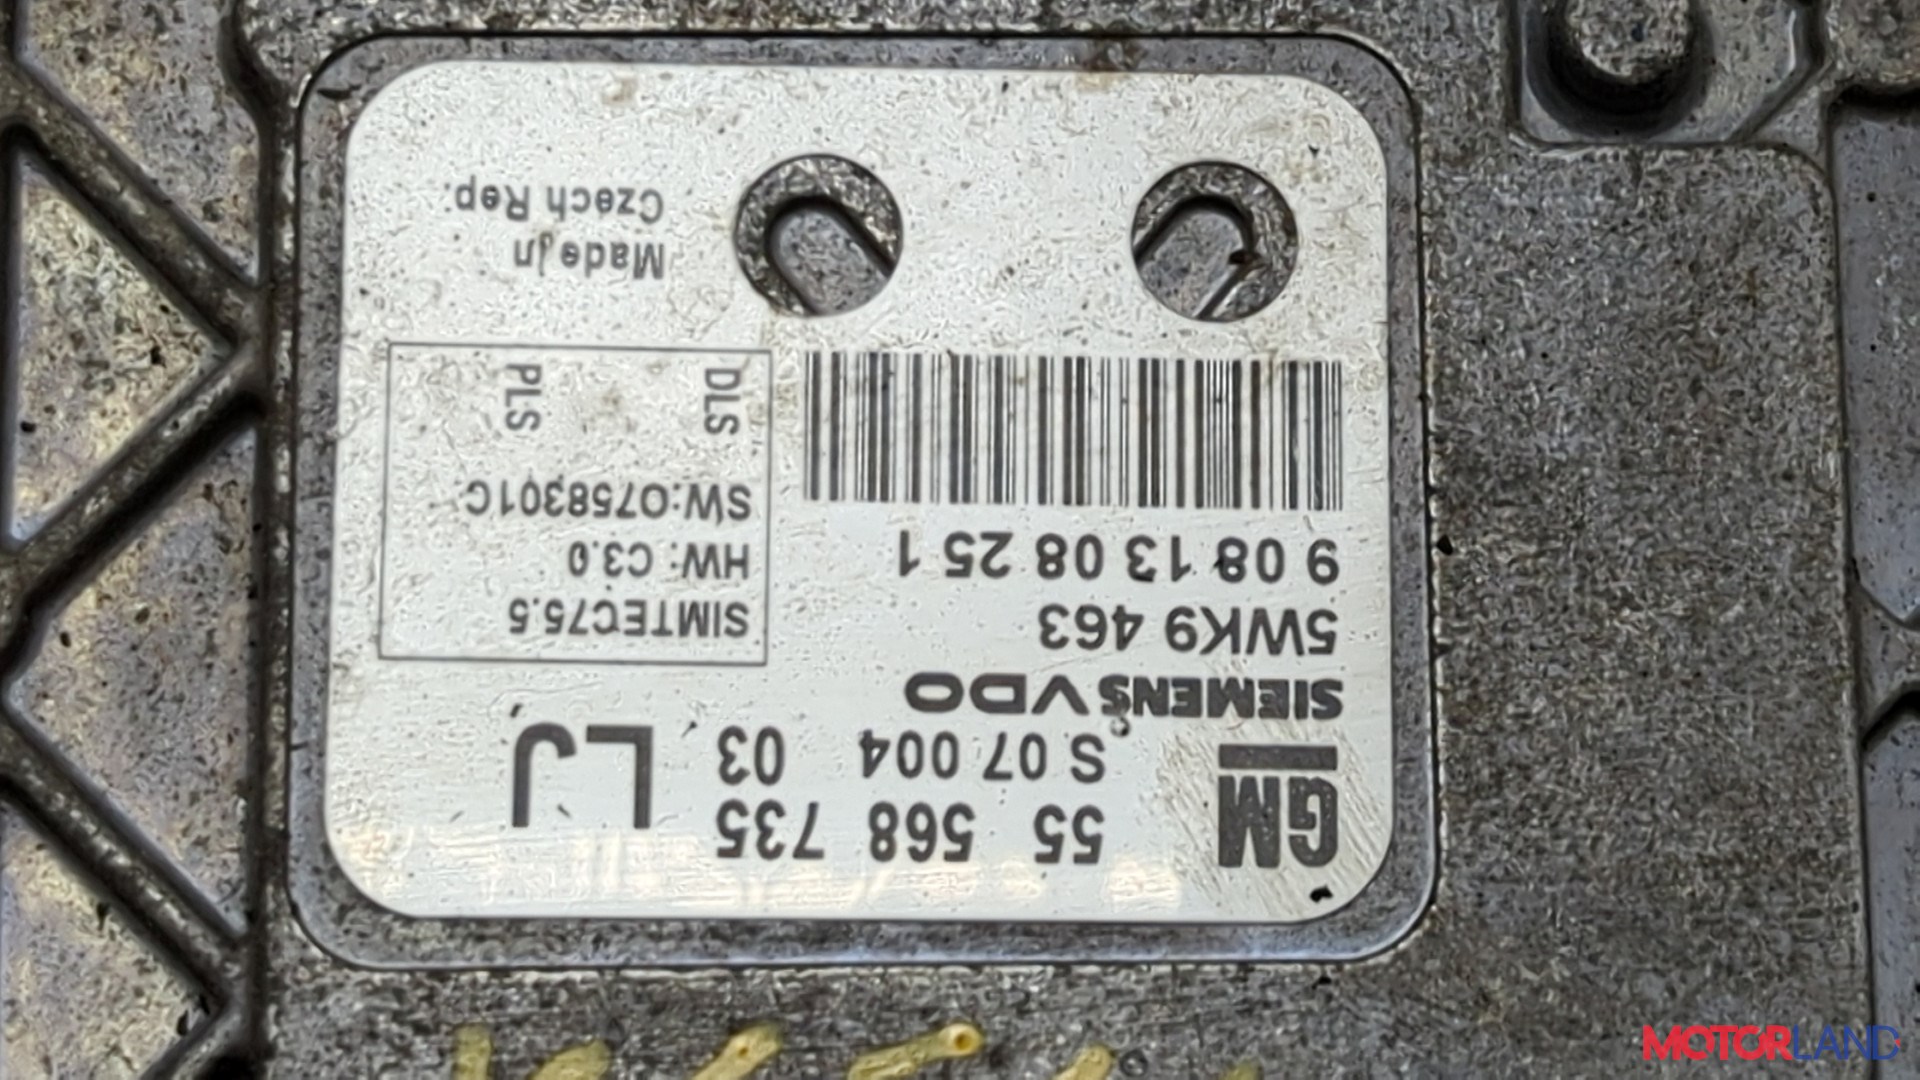 GM
55 568 735
S 07 004 03
LJ
SIEMENS VDO
5WK9 463
9 08 13 08 25 1
SIMTEC75.5
HW: C3.0
SW:0758301C
DLS
PLS
Made in
Czech Rep.
MOTORLAND